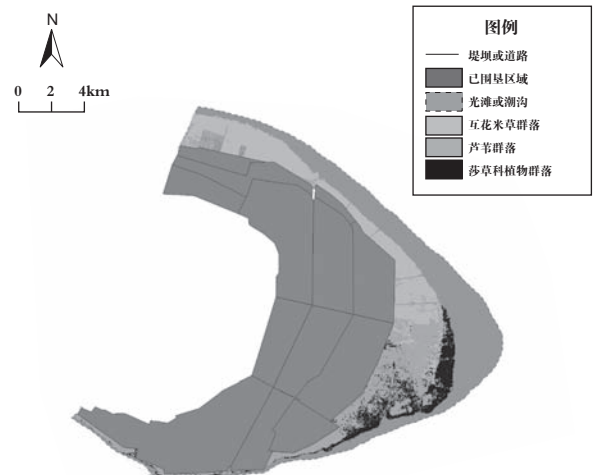 N
0 2 4km
图例
堤坝或道路
已围垦区域
光滩或潮沟
互花米草群落
芦苇群落
莎草科植物群落